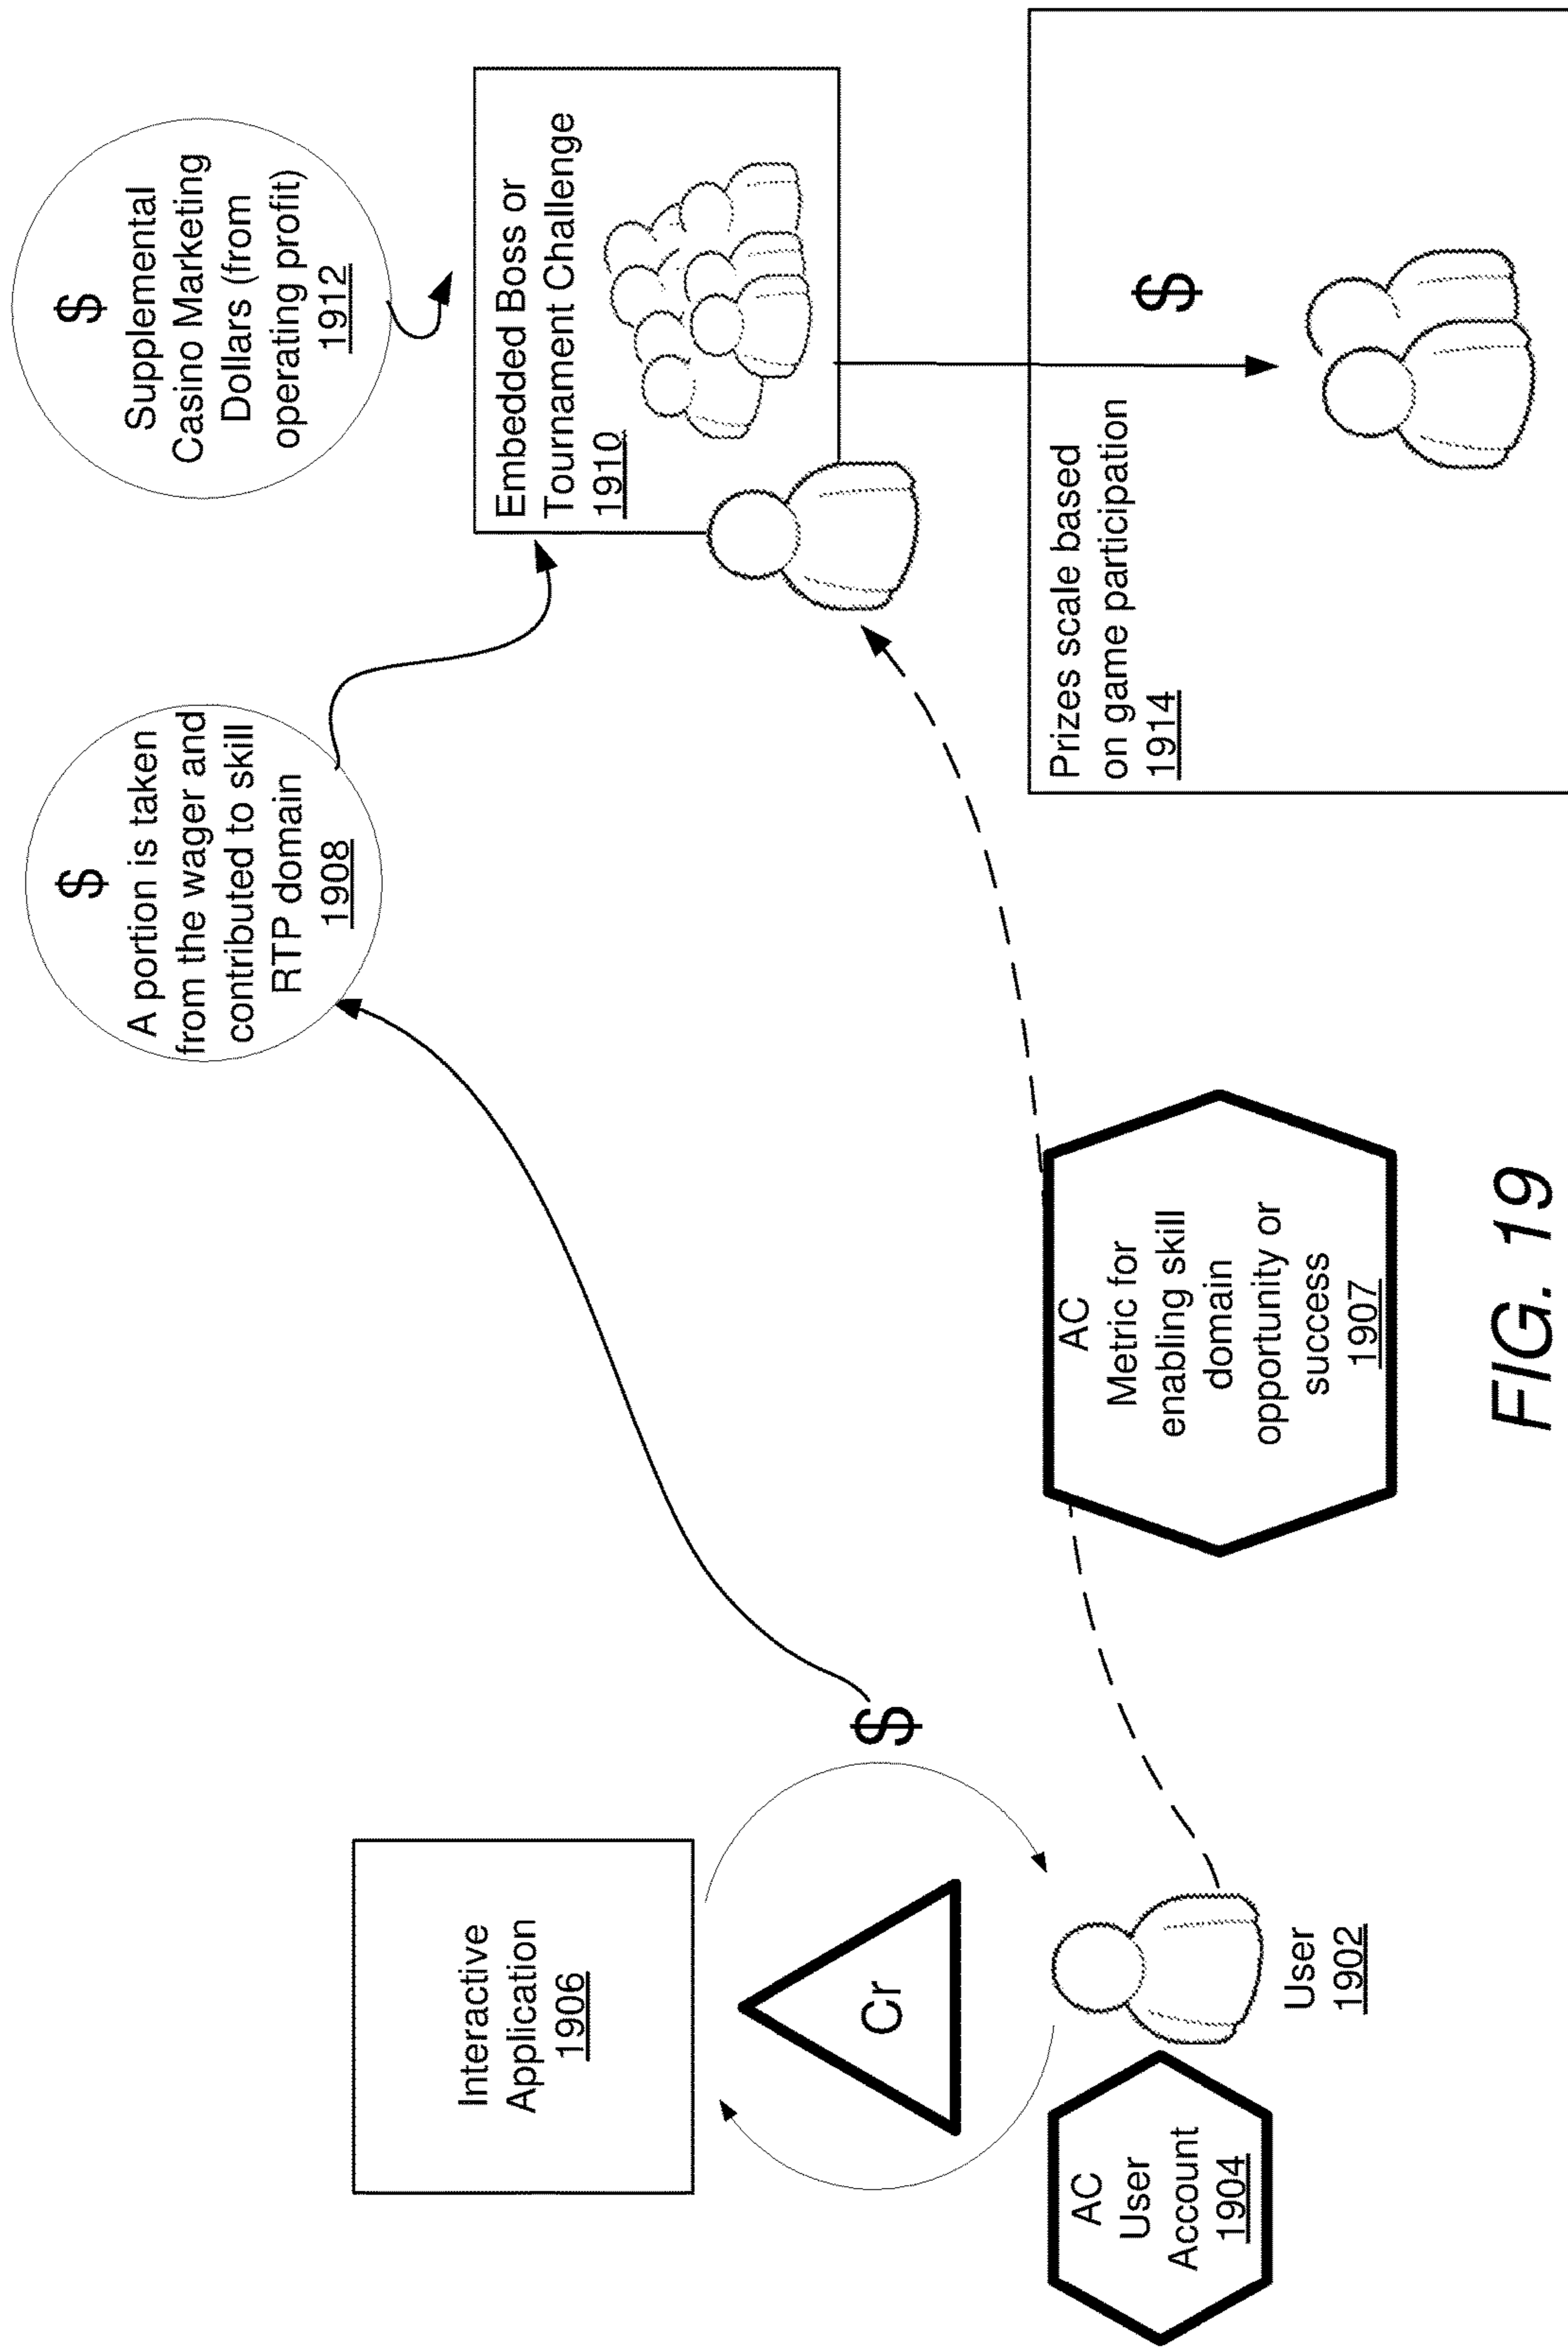 Interactive
Application
1906
Cr
$
AC
User
Account
1904
User
1902
AC
Metric for
enabling skill
domain
opportunity or
success
1907
$
A portion is taken
from the wager and
contributed to skill
RTP domain
1908
$
Supplemental
Casino Marketing
Dollars (from
operating profit)
1912
Embedded Boss or
Tournament Challenge
1910
Prizes scale based
on game participation
1914
$
FIG. 19